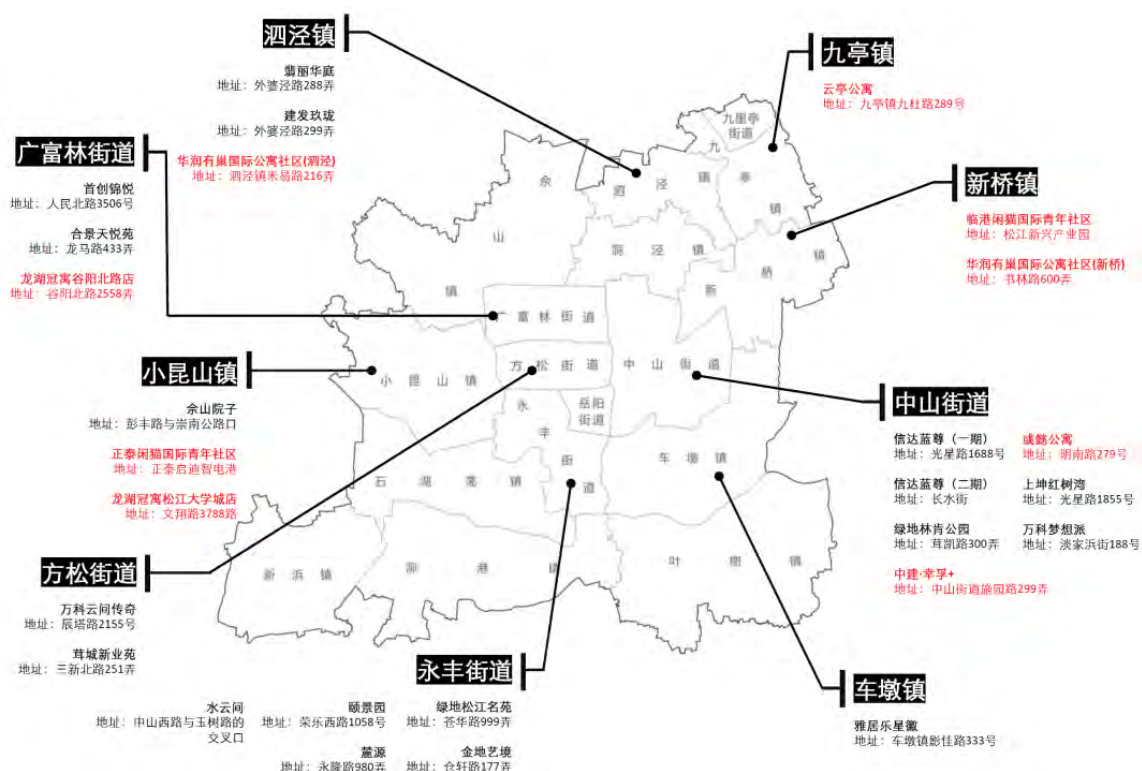 泗泾镇
翡丽华庭
地址：外婆泾路288弄
建发玖珑
地址：外婆泾路299弄
华润有巢国际公寓社区(泗泾)
地址：泗泾镇米易路216弄
九亭镇
云亭公寓
地址：九亭镇九杜路289号
广富林街道
首创锦悦
地址：人民北路3506号
合景天悦苑
地址：龙马路433弄
龙湖冠寓谷阳北路店
地址：谷阳北路2558弄
新桥镇
临港闲猫国际青年社区
地址：松江新兴产业园
华润有巢国际公寓社区(新桥)
地址：书林路600弄
小昆山镇
佘山院子
地址：彭丰路与崇南公路口
正泰闲猫国际青年社区
地址：正泰启迪智电港
龙湖冠寓松江大学城店
地址：文翔路3788路
中山街道
信达蓝尊（一期）
地址：光星路1688号
彧懿公寓
地址：明南路279号
信达蓝尊（二期）
地址：长水街
上坤红树湾
地址：光星路1855号
绿地林肯公园
地址：茸凯路300弄
万科梦想派
地址：淡家浜街188号
中建·幸孚+
地址：中山街道施园路299弄
方松街道
万科云间传奇
地址：辰塔路2155号
茸城新业苑
地址：三新北路251弄
永丰街道
水云间
地址：中山西路与玉树路的
交叉口
颐景园
地址：荣乐西路1058号
绿地松江名苑
地址：苍华路999弄
麓源
地址：永隆路980弄
金地艺境
地址：仓轩路177弄
车墩镇
雅居乐星徽
地址：车墩镇影佳路333号
九里亭
街道
九亭镇
泗泾镇
佘山镇
洞泾镇
新桥镇
广富林街道
方松街道
中山街道
小昆山镇
岳阳
街道
永丰街道
车墩镇
石湖荡镇
新浜镇
泖港镇
叶榭镇